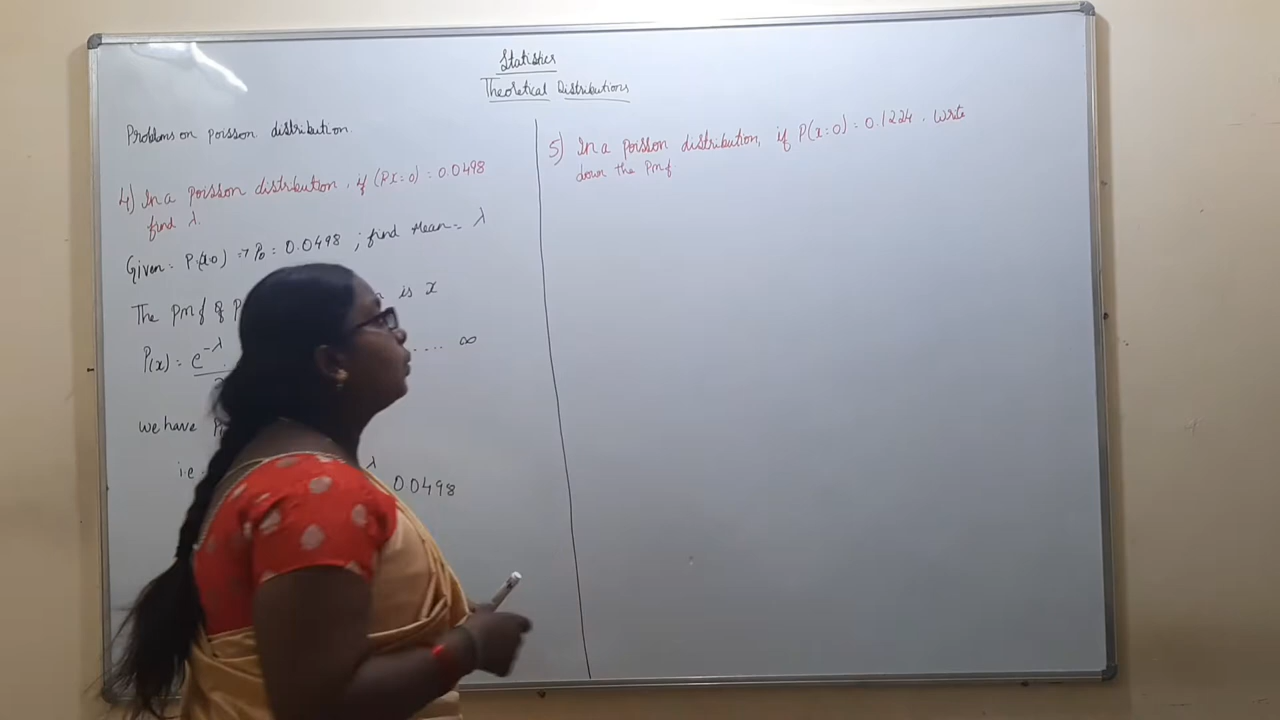 Statistics
Theoretical Distributions
Problems on poisson distribution.
4) In a poisson distribution, if (Px=0) = 0.0498
find λ.
Given: P(x=0) => P₀ = 0.0498 ; find Mean = λ
The Pmf of P is x
P(x) = e^-λ .... ∞
we have
i.e. λ
0.0498
5) In a poisson distribution, if P(x=0) = 0.1224. Write
down the Pmf